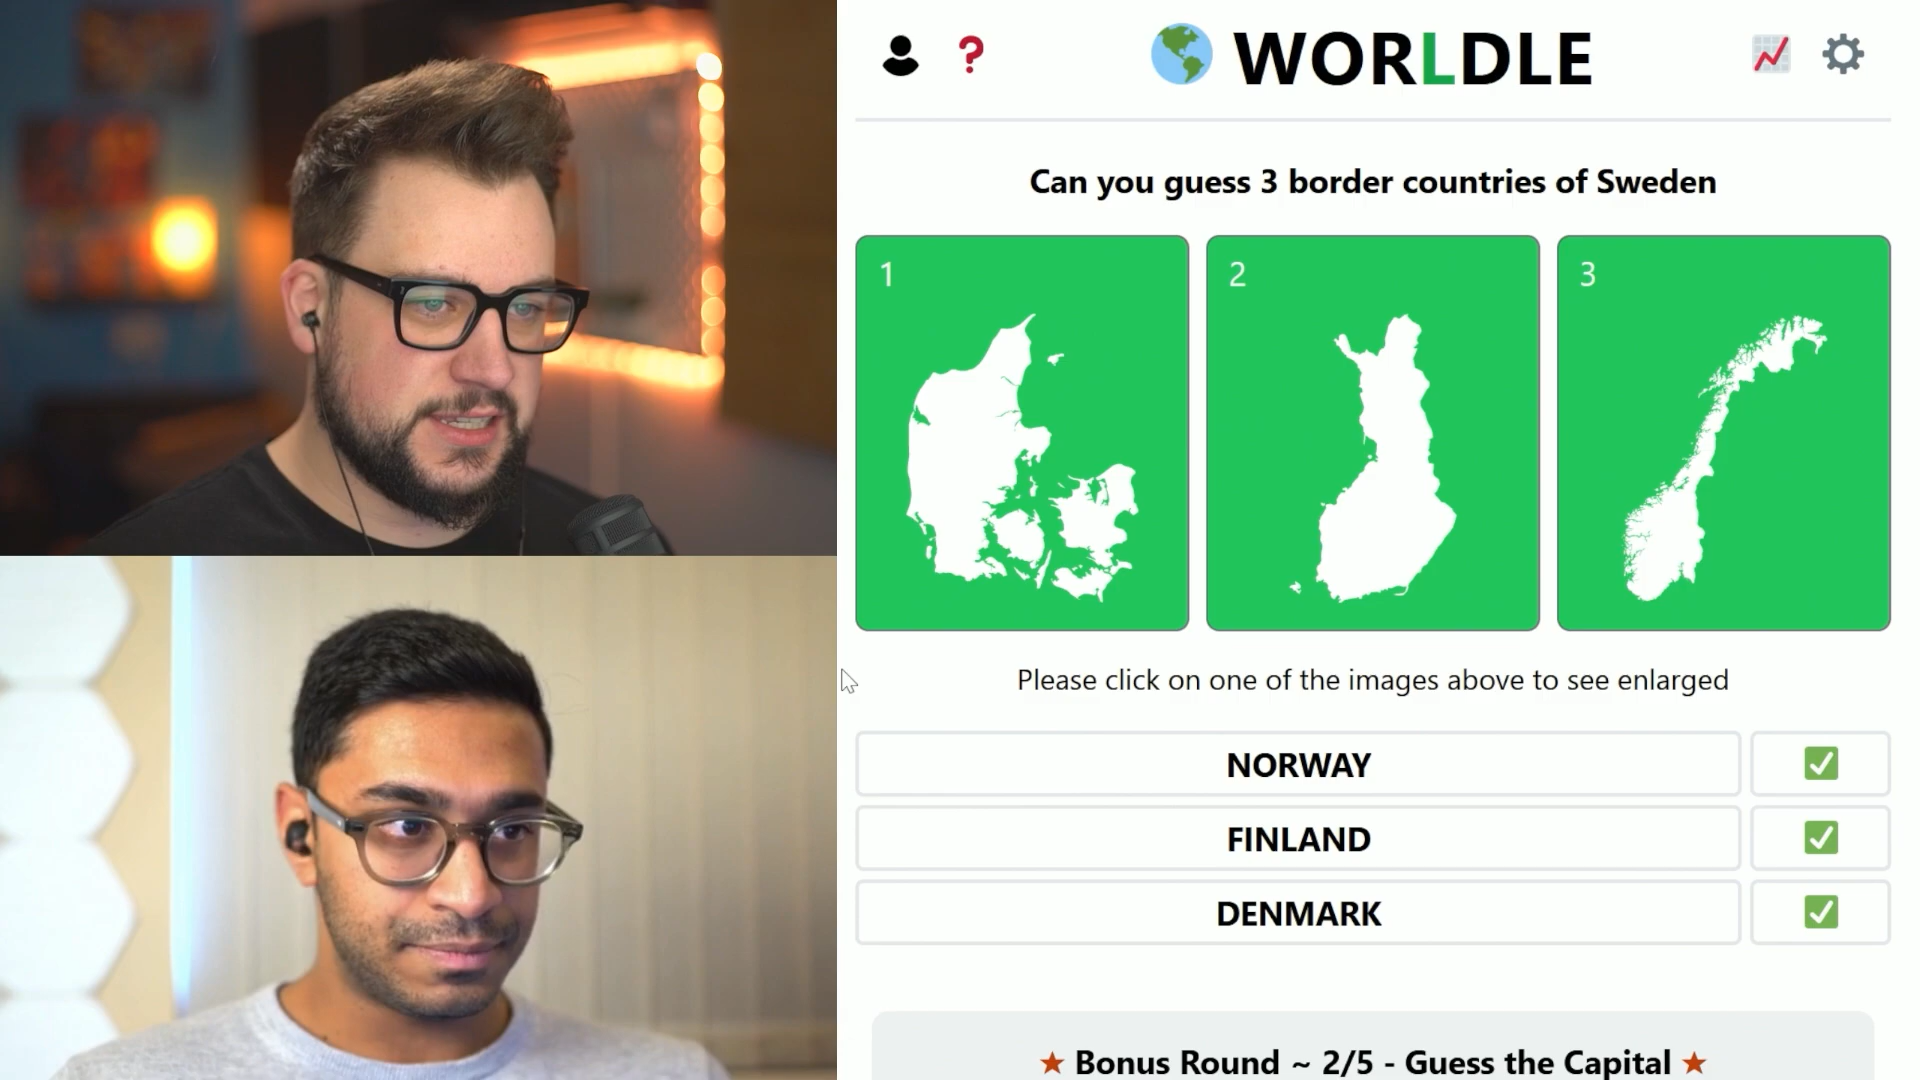 WORLDLE
Can you guess 3 border countries of Sweden
1
2
3
Please click on one of the images above to see enlarged
NORWAY
FINLAND
DENMARK
Bonus Round ~ 2/5 - Guess the Capital